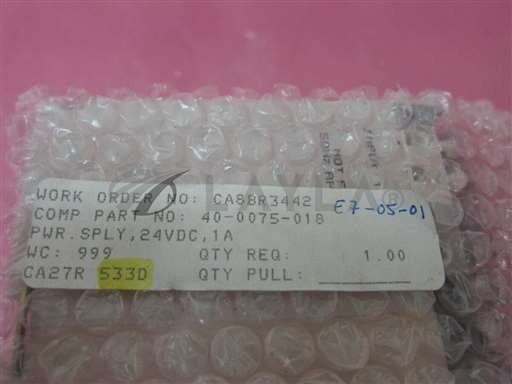 WORK ORDER NO: CA8BR3442
COMP PART NO: 40-0075-018
E7-05-01
PWR.SPLY,24VDC,1A
WC: 999 QTY REQ: 1.00
CA27R 533D QTY PULL: